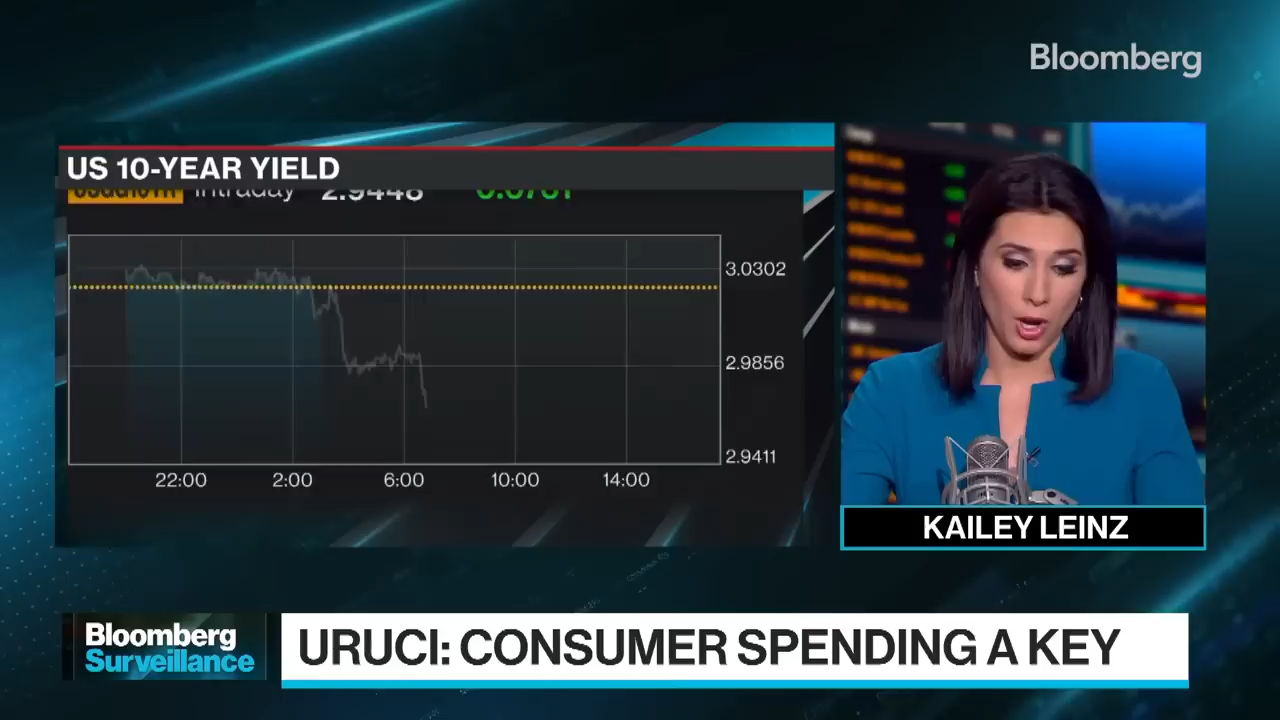 Bloomberg
US 10-YEAR YIELD
Intraday 2.9448
3.0302
2.9856
2.9411
22:00 2:00 6:00 10:00 14:00
KAILEY LEINZ
Bloomberg
Surveillance
URUCI: CONSUMER SPENDING A KEY